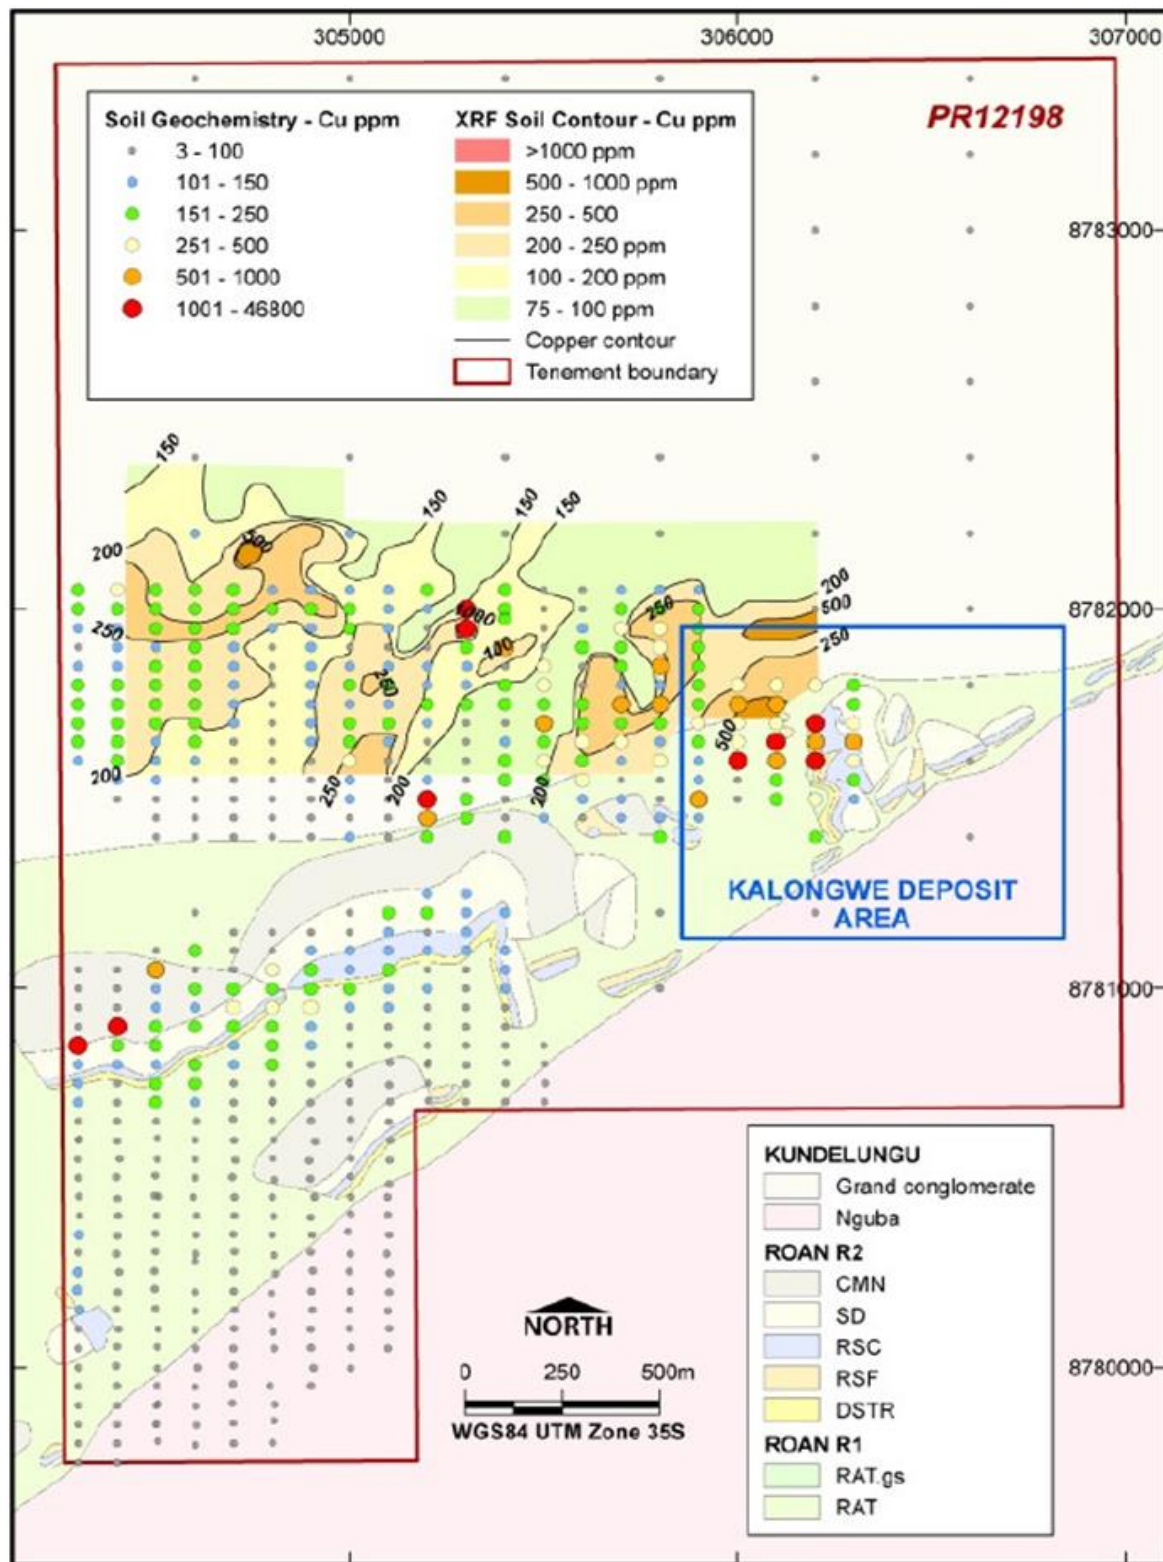 305000
306000
307000
PR12198
Soil Geochemistry - Cu ppm
3 - 100
101 - 150
151 - 250
251 - 500
501 - 1000
1001 - 46800
XRF Soil Contour - Cu ppm
>1000 ppm
500 - 1000 ppm
250 - 500
200 - 250 ppm
100 - 200 ppm
75 - 100 ppm
Copper contour
Tenement boundary
8783000
150
150
150
150
200
500
200
500
250
8782000
250
1000
250
100
250
500
200
250
200
200
KALONGWE DEPOSIT
AREA
8781000
NORTH
0 250 500m
WGS84 UTM Zone 35S
KUNDELUNGU
Grand conglomerate
Nguba
ROAN R2
CMN
SD
RSC
RSF
DSTR
ROAN R1
RAT.gs
RAT
8780000